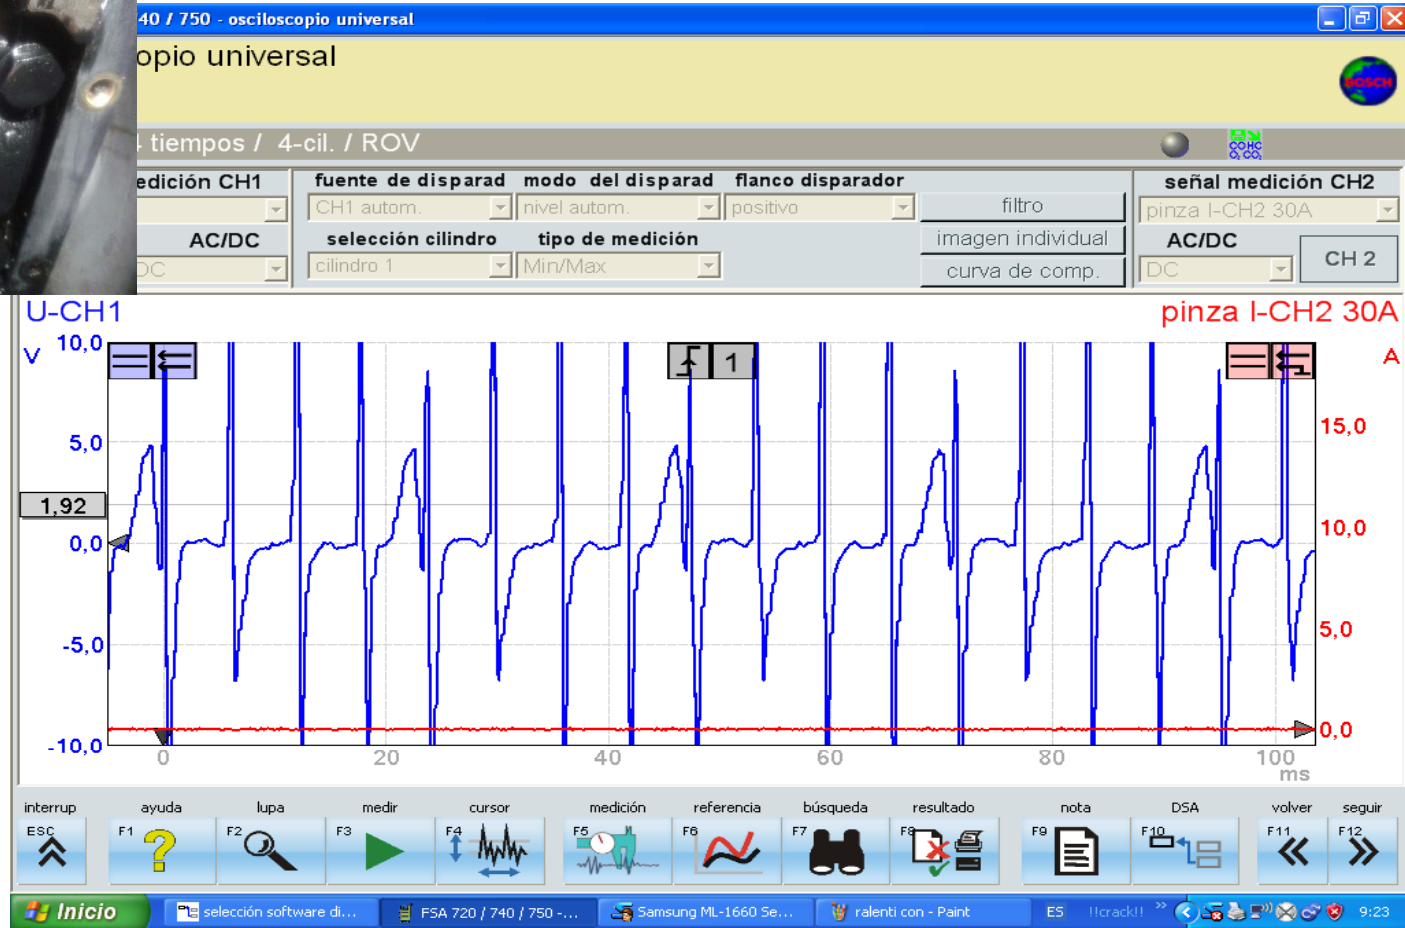 40 / 750 - osciloscopio universal
opio universal
BOSCH
tiempos / 4-cil. / ROV
CO HC
O₂ CO₂
edición CH1
fuente de disparad modo del disparad flanco disparador
señal medición CH2
CH1 autom. nivel autom. positivo
filtro
pinza I-CH2 30A
AC/DC
selección cilindro tipo de medición
imagen individual
AC/DC
DC
cilindro 1 Min/Max
curva de comp.
DC
CH 2
U-CH1
pinza I-CH2 30A
V 10,0
1
A
5,0
15,0
1,92
0,0
10,0
-5,0
5,0
-10,0
0,0
0 20 40 60 80 100
ms
interrup ayuda lupa medir cursor medición referencia búsqueda resultado nota DSA volver seguir
ESC F1 F2 F3 F4 F5 F6 F7 F8 F9 F10 F11 F12
Inicio selección software di... FSA 720 / 740 / 750 -... Samsung ML-1660 Se... ralenti con - Paint ES !!crack!! 9:23